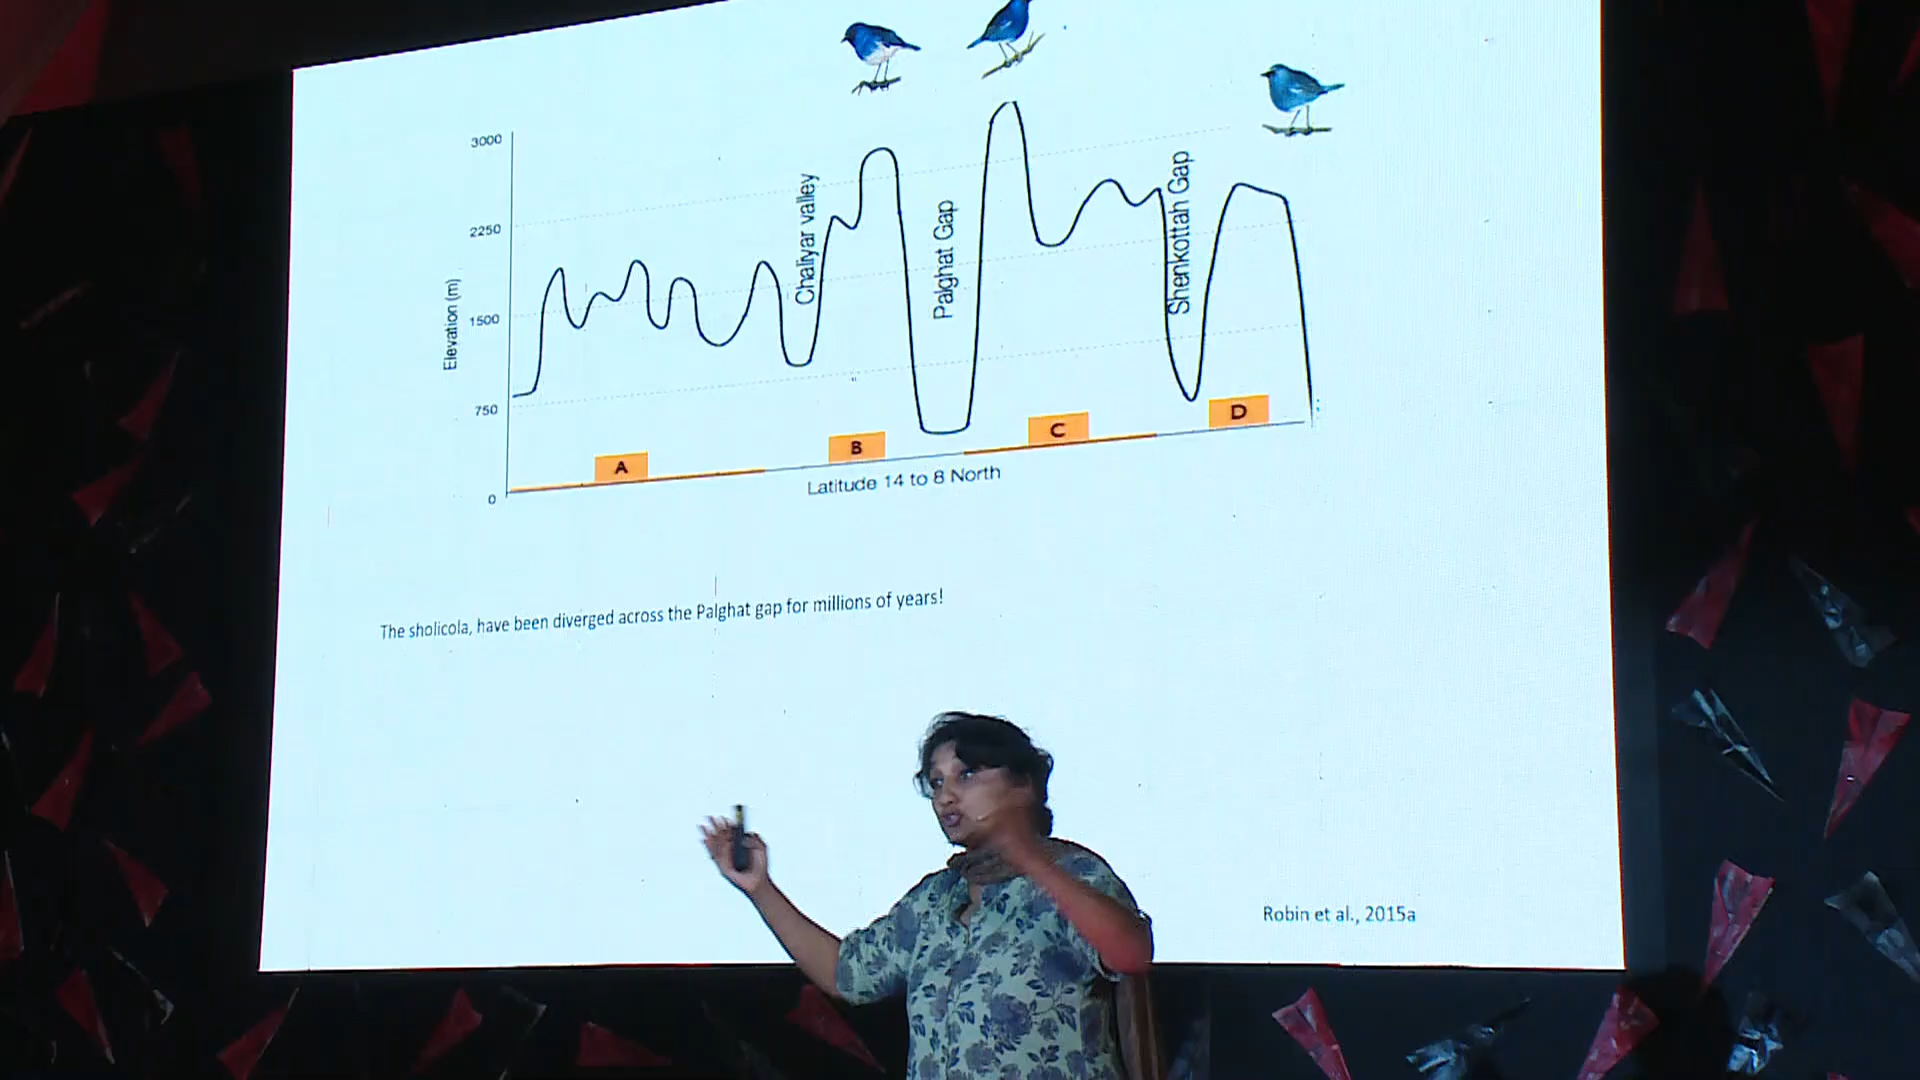 3000
2250
1500
750
0
Elevation (m)
Chaliyar valley
Palghat Gap
Shenkottah Gap
A
B
C
D
Latitude 14 to 8 North
The sholicola, have been diverged across the Palghat gap for millions of years!
Robin et al., 2015a